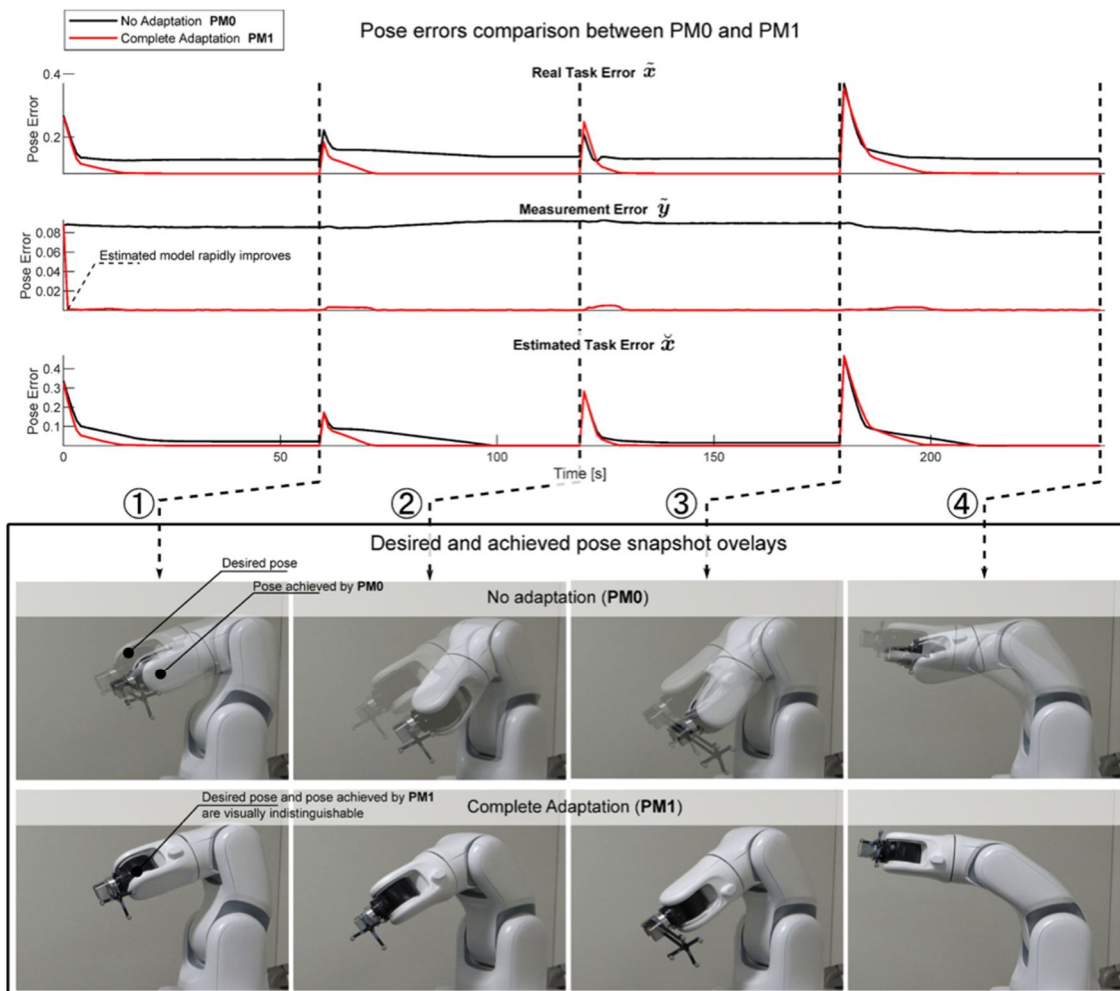 No Adaptation PM0
Complete Adaptation PM1
Pose errors comparison between PM0 and PM1
Real Task Error x̃
Pose Error
0.4
0.2
Measurement Error ỹ
Pose Error
0.08
0.06
0.04
0.02
Estimated model rapidly improves
Estimated Task Error x̆
Pose Error
0.4
0.3
0.2
0.1
0
50
100
150
200
Time [s]
①
②
③
④
Desired and achieved pose snapshot ovelays
Desired pose
Pose achieved by PM0
No adaptation (PM0)
Desired pose and pose achieved by PM1
are visually indistinguishable
Complete Adaptation (PM1)